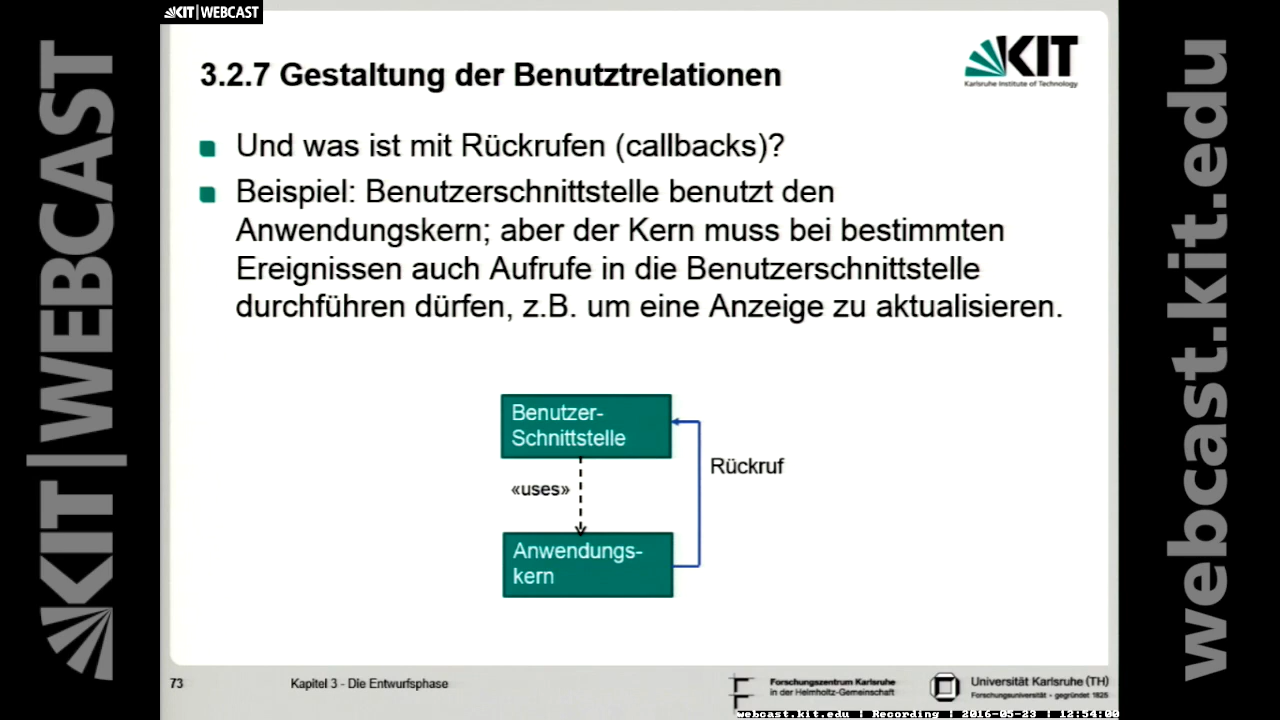 KIT | WEBCAST
3.2.7 Gestaltung der Benutztrelationen
KIT
Karlsruhe Institute of Technology
Und was ist mit Rückrufen (callbacks)?
Beispiel: Benutzerschnittstelle benutzt den
Anwendungskern; aber der Kern muss bei bestimmten
Ereignissen auch Aufrufe in die Benutzerschnittstelle
durchführen dürfen, z.B. um eine Anzeige zu aktualisieren.
Benutzer-
Schnittstelle
Rückruf
«uses»
Anwendungs-
kern
73
Kapitel 3 - Die Entwurfsphase
Forschungszentrum Karlsruhe
in der Helmholtz-Gemeinschaft
Universität Karlsruhe (TH)
Forschungsuniversität • gegründet 1825
webcast.kit.edu | Recording | 2016-05-23 | 12:54:00
KIT | WEBCAST
webcast.kit.edu